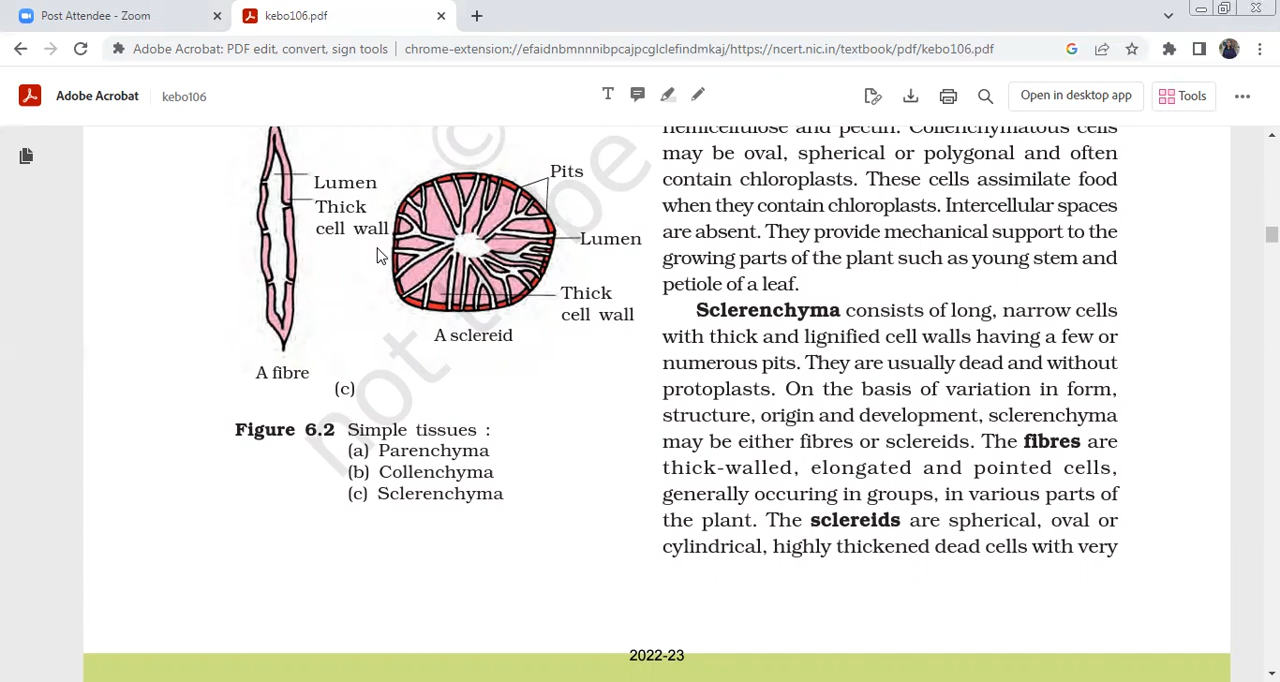 Post Attendee - Zoom
kebo106.pdf
Adobe Acrobat: PDF edit, convert, sign tools
chrome-extension://efaidnbmnnnibpcajpcglclefindmkaj/https://ncert.nic.in/textbook/pdf/kebo106.pdf
Adobe Acrobat
kebo106
Open in desktop app
Tools
Lumen
Thick
cell wall
Pits
Lumen
Thick
cell wall
A sclereid
A fibre
(c)
Figure 6.2 Simple tissues :
(a) Parenchyma
(b) Collenchyma
(c) Sclerenchyma
© 
not
be
hemicellulose and pectin. Collenchymatous cells
may be oval, spherical or polygonal and often
contain chloroplasts. These cells assimilate food
when they contain chloroplasts. Intercellular spaces
are absent. They provide mechanical support to the
growing parts of the plant such as young stem and
petiole of a leaf.
Sclerenchyma consists of long, narrow cells
with thick and lignified cell walls having a few or
numerous pits. They are usually dead and without
protoplasts. On the basis of variation in form,
structure, origin and development, sclerenchyma
may be either fibres or sclereids. The fibres are
thick-walled, elongated and pointed cells,
generally occuring in groups, in various parts of
the plant. The sclereids are spherical, oval or
cylindrical, highly thickened dead cells with very
2022-23